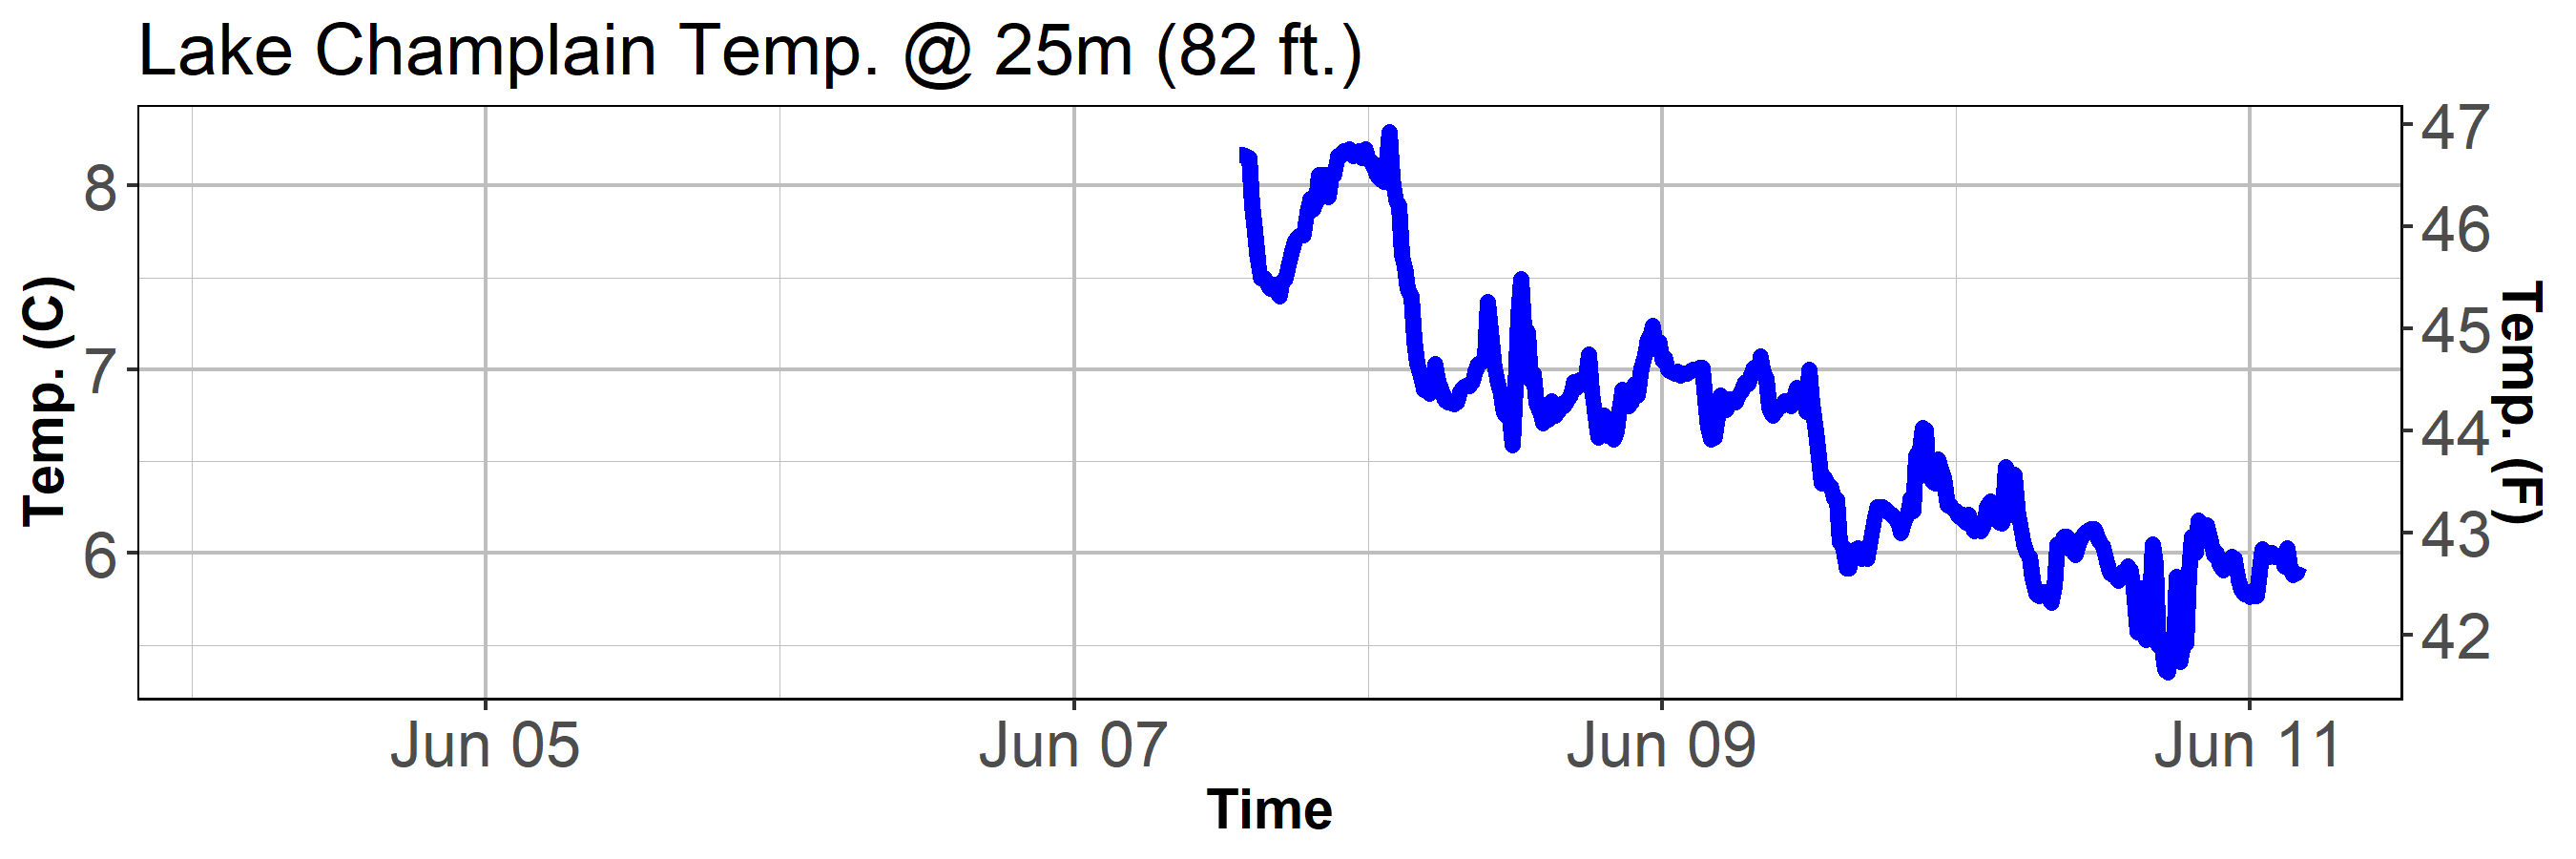 Lake Champlain Temp. @ 25m (82 ft.)
8
7
6
Temp. (C)
47
46
45
44
43
42
Temp. (F)
Jun 05
Jun 07
Jun 09
Jun 11
Time